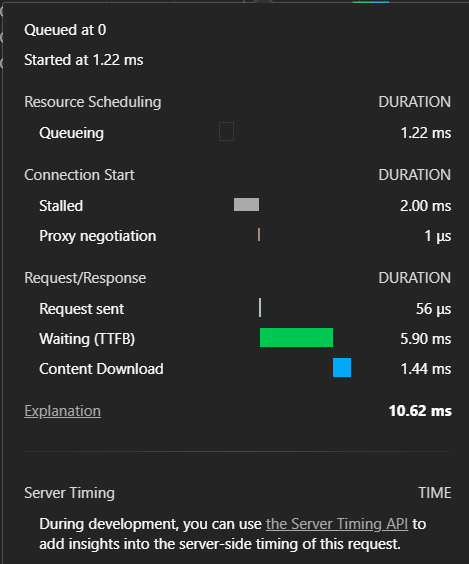 Queued at 0
Started at 1.22 ms
Resource Scheduling DURATION
Queueing 1.22 ms
Connection Start DURATION
Stalled 2.00 ms
Proxy negotiation 1 μs
Request/Response DURATION
Request sent 56 μs
Waiting (TTFB) 5.90 ms
Content Download 1.44 ms
Explanation 10.62 ms
Server Timing TIME
During development, you can use the Server Timing API to
add insights into the server-side timing of this request.